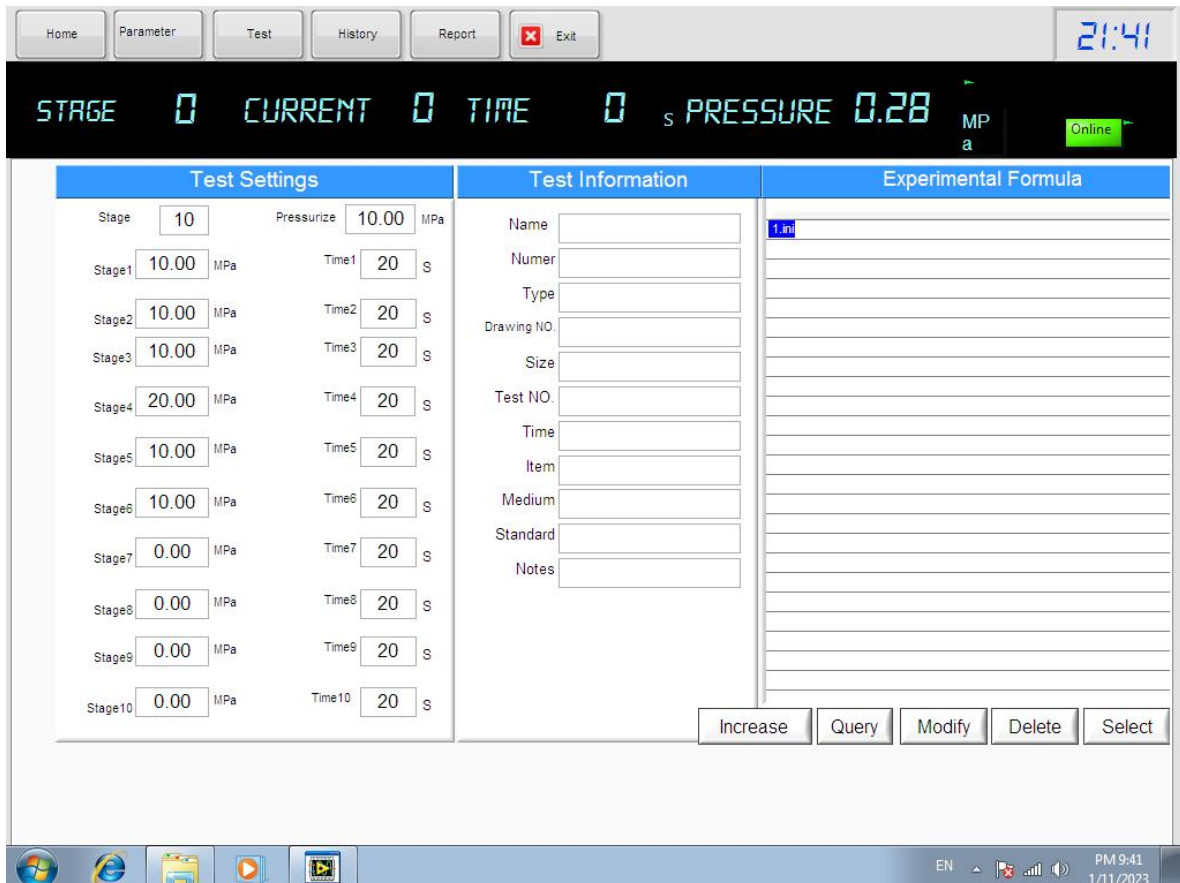 Home Parameter Test History Report Exit 21:41
STAGE 0 CURRENT 0 TIME 0 s PRESSURE 0.28 MP
a
Online
Test Settings Test Information Experimental Formula
Stage 10 Pressurize 10.00 MPa
Stage1 10.00 MPa Time1 20 S
Stage2 10.00 MPa Time2 20 S
Stage3 10.00 MPa Time3 20 S
Stage4 20.00 MPa Time4 20 S
Stage5 10.00 MPa Time5 20 S
Stage6 10.00 MPa Time6 20 S
Stage7 0.00 MPa Time7 20 S
Stage8 0.00 MPa Time8 20 S
Stage9 0.00 MPa Time9 20 S
Stage10 0.00 MPa Time10 20 S
Name
Numer
Type
Drawing NO.
Size
Test NO.
Time
Item
Medium
Standard
Notes
1.ini
Increase Query Modify Delete Select
EN PM 9:41
1/11/2023